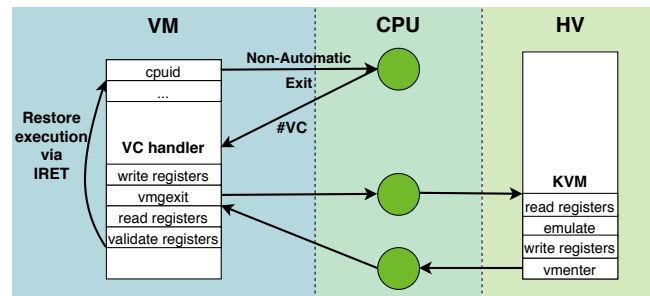 VM
CPU
HV
Non-Automatic
Exit
#VC
cpuid
...
Restore
execution
via
IRET
VC handler
write registers
vmgexit
read registers
validate registers
KVM
read registers
emulate
write registers
vmenter